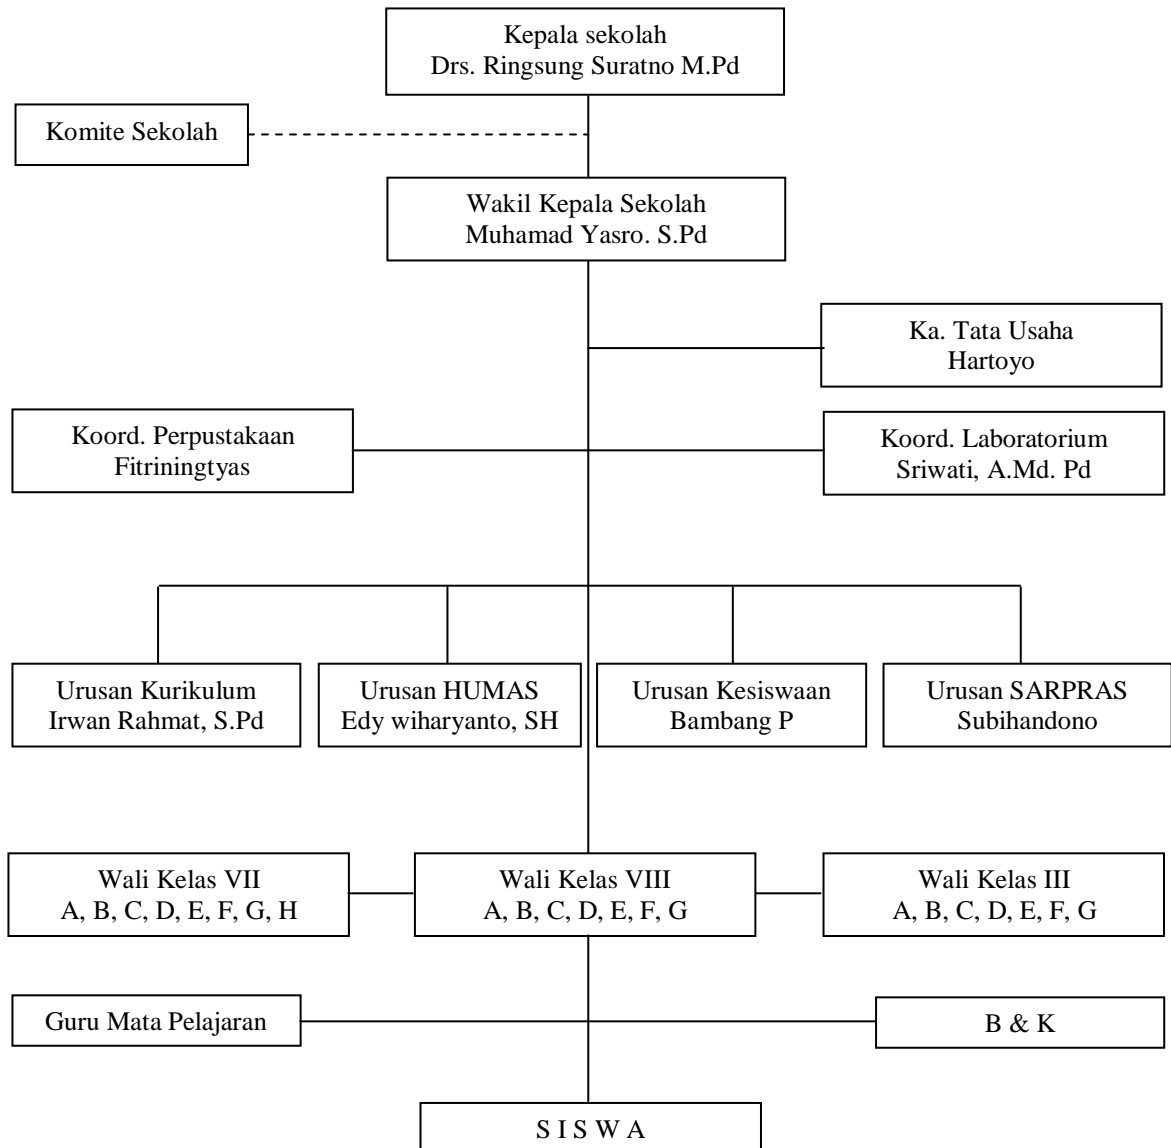 Kepala sekolah
Drs. Ringsung Suratno M.Pd
Komite Sekolah
Wakil Kepala Sekolah
Muhamad Yasro. S.Pd
Ka. Tata Usaha
Hartoyo
Koord. Perpustakaan
Fitriningtyas
Koord. Laboratorium
Sriwati, A.Md. Pd
Urusan Kurikulum
Irwan Rahmat, S.Pd
Urusan HUMAS
Edy wiharyanto, SH
Urusan Kesiswaan
Bambang P
Urusan SARPRAS
Subihandono
Wali Kelas VII
A, B, C, D, E, F, G, H
Wali Kelas VIII
A, B, C, D, E, F, G
Wali Kelas III
A, B, C, D, E, F, G
Guru Mata Pelajaran
B & K
S I S W A